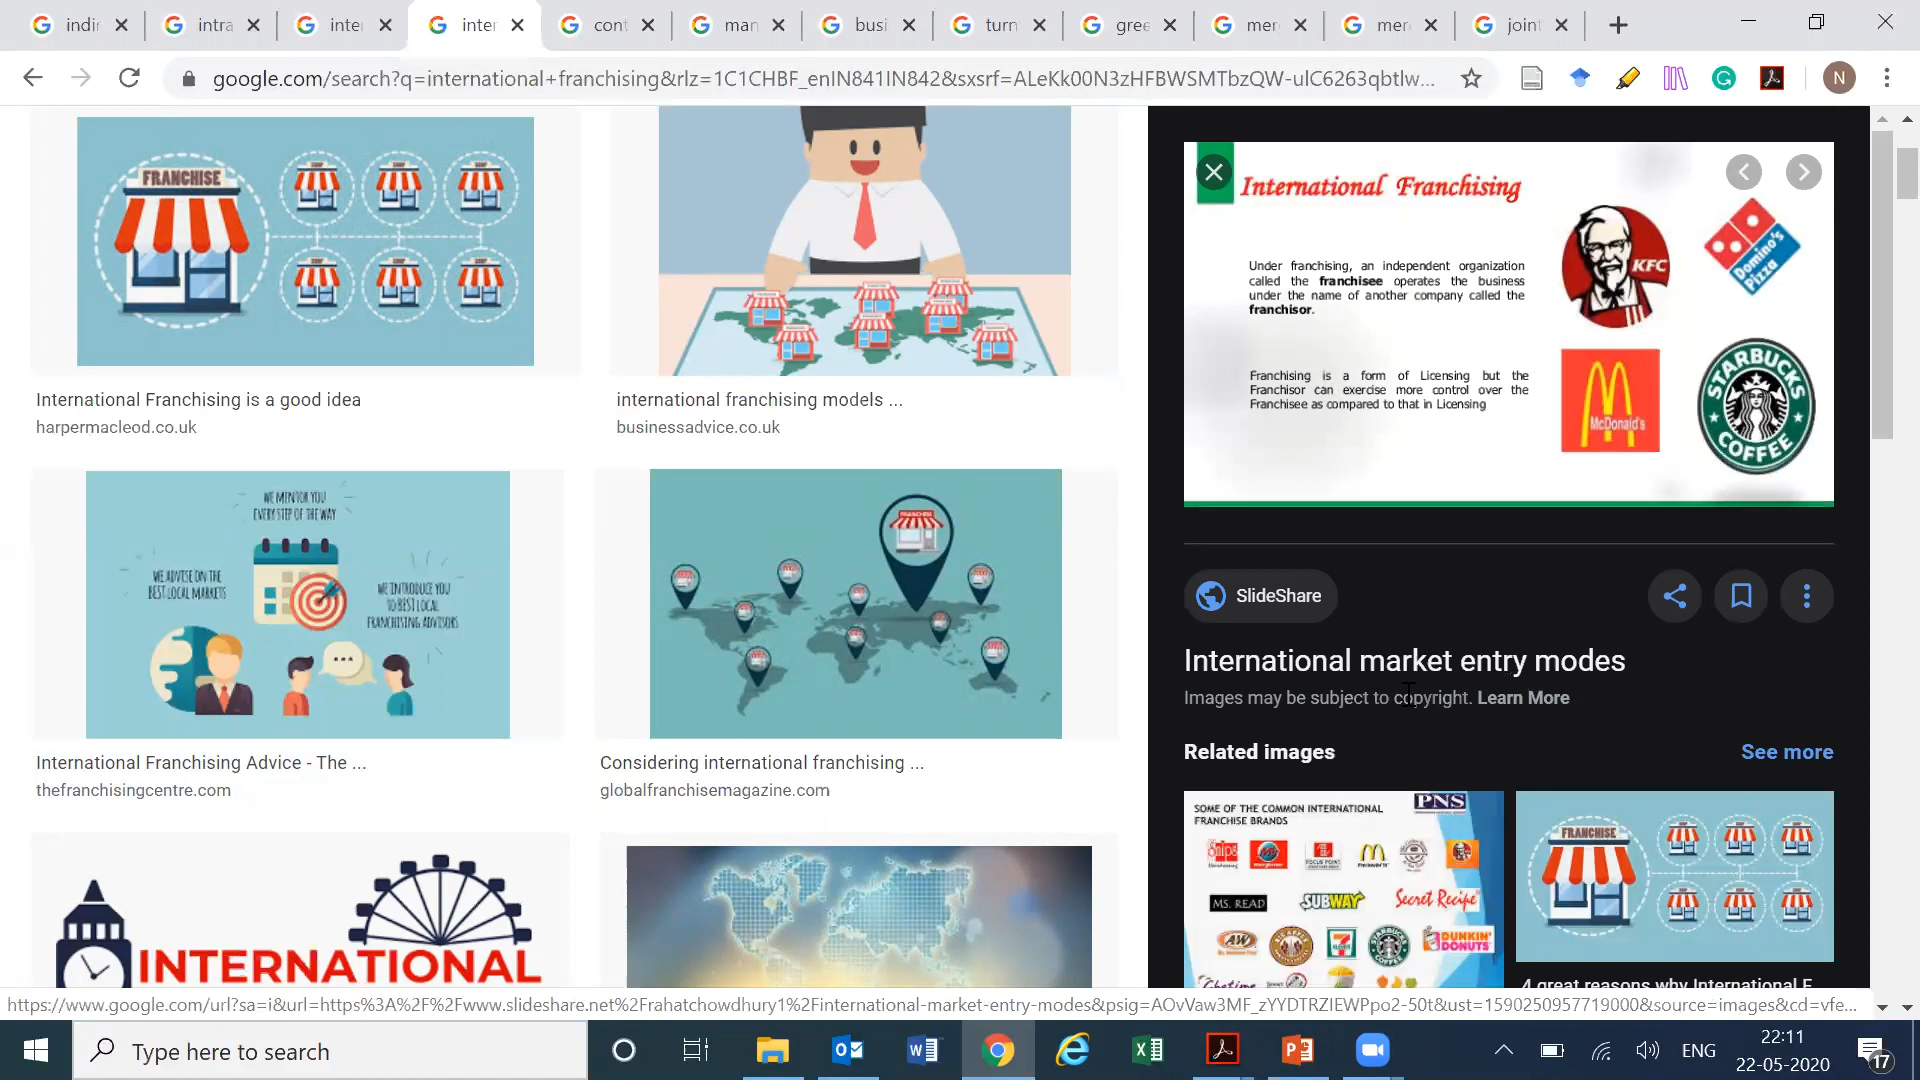 indir
intra
inter
inter
cont
man
busi
turn
gree
mer
mer
joint
google.com/search?q=international+franchising&rlz=1C1CHBF_enIN841IN842&sxsrf=ALeKk00N3zHFBWSMTbzQW-ulC6263qbtlw...
N
FRANCHISE
International Franchising is a good idea
harpermacleod.co.uk
international franchising models ...
businessadvice.co.uk
WE MENTOR YOU
EVERY STEP OF THE WAY
WE ADVISE ON THE
BEST LOCAL MARKETS
WE INTRODUCE YOU
TO BEST LOCAL
FRANCHISING ADVISORS
International Franchising Advice - The ...
thefranchisingcentre.com
FRANCHISE
Considering international franchising ...
globalfranchisemagazine.com
INTERNATIONAL
International Franchising
Under franchising, an independent organization
called the franchisee operates the business
under the name of another company called the
franchisor.
Franchising is a form of Licensing but the
Franchisor can exercise more control over the
Franchisee as compared to that in Licensing
KFC
Domino's
Pizza
McDonald's
STARBUCKS
COFFEE
SlideShare
International market entry modes
Images may be subject to copyright. Learn More
Related images
See more
SOME OF THE COMMON INTERNATIONAL
FRANCHISE BRANDS
PNS
MS. READ
SUBWAY
Secret Recipe
A&W
STARBUCKS
COFFEE
DUNKIN'
DONUTS
FRANCHISE
4 great reasons why International F
https://www.google.com/url?sa=i&url=https%3A%2F%2Fwww.slideshare.net%2Frahatchowdhury1%2Finternational-market-entry-modes&psig=AOvVaw3MF_zYYDTRZIEWPpo2-50t&ust=1590250957719000&source=images&cd=vfe...
Type here to search
ENG
22:11
22-05-2020
17